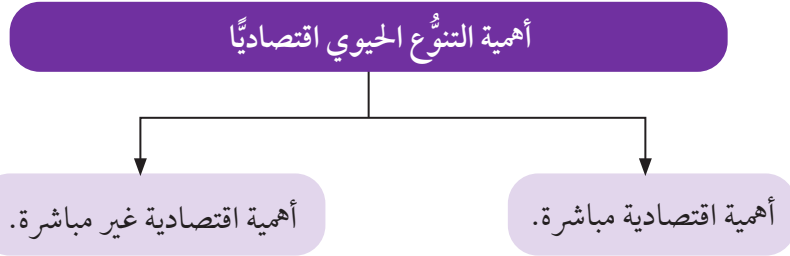 أهمية التنوُّع الحيوي اقتصاديًّا
أهمية اقتصادية مباشرة.
أهمية اقتصادية غير مباشرة.